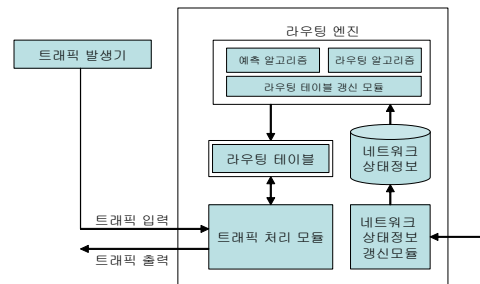 라우팅 엔진
트래픽 발생기
예측 알고리즘
라우팅 알고리즘
라우팅 테이블 갱신 모듈
라우팅 테이블
네트워크
상태정보
트래픽 입력
트래픽 처리 모듈
트래픽 출력
네트워크
상태정보
갱신모듈